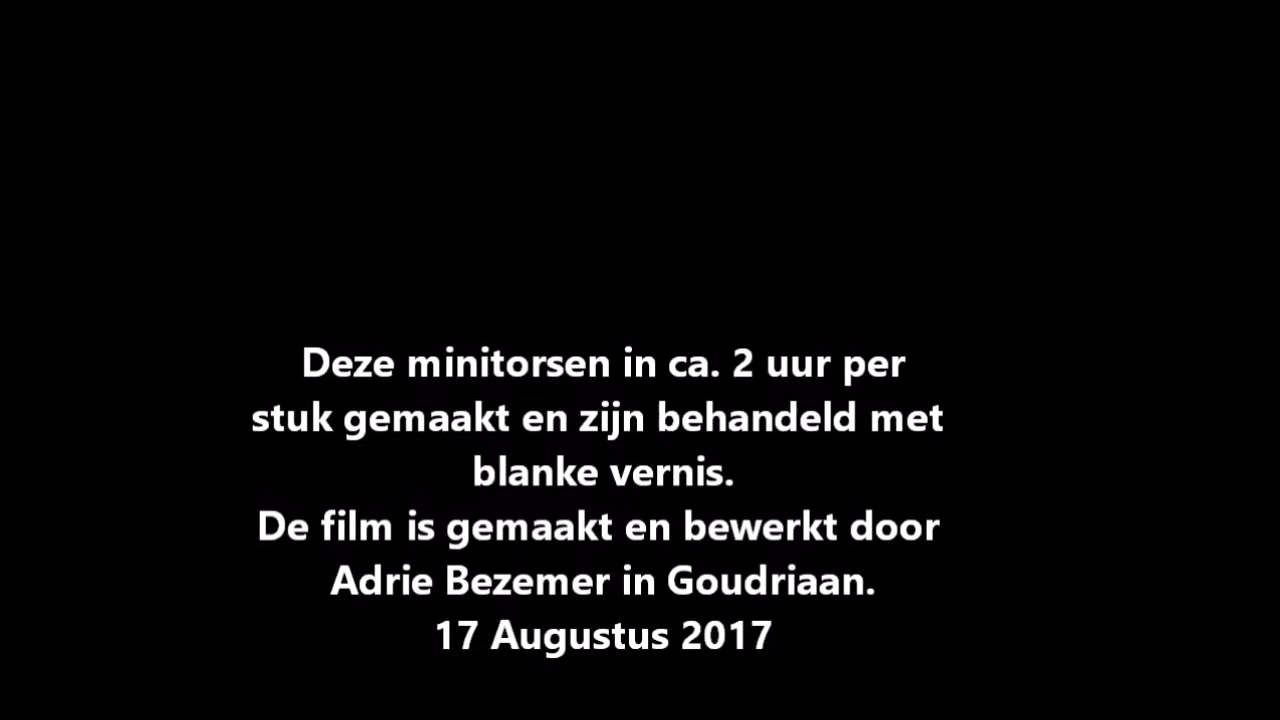 Deze minitorsen in ca. 2 uur per
stuk gemaakt en zijn behandeld met
blanke vernis.
De film is gemaakt en bewerkt door
Adrie Bezemer in Goudriaan.
17 Augustus 2017